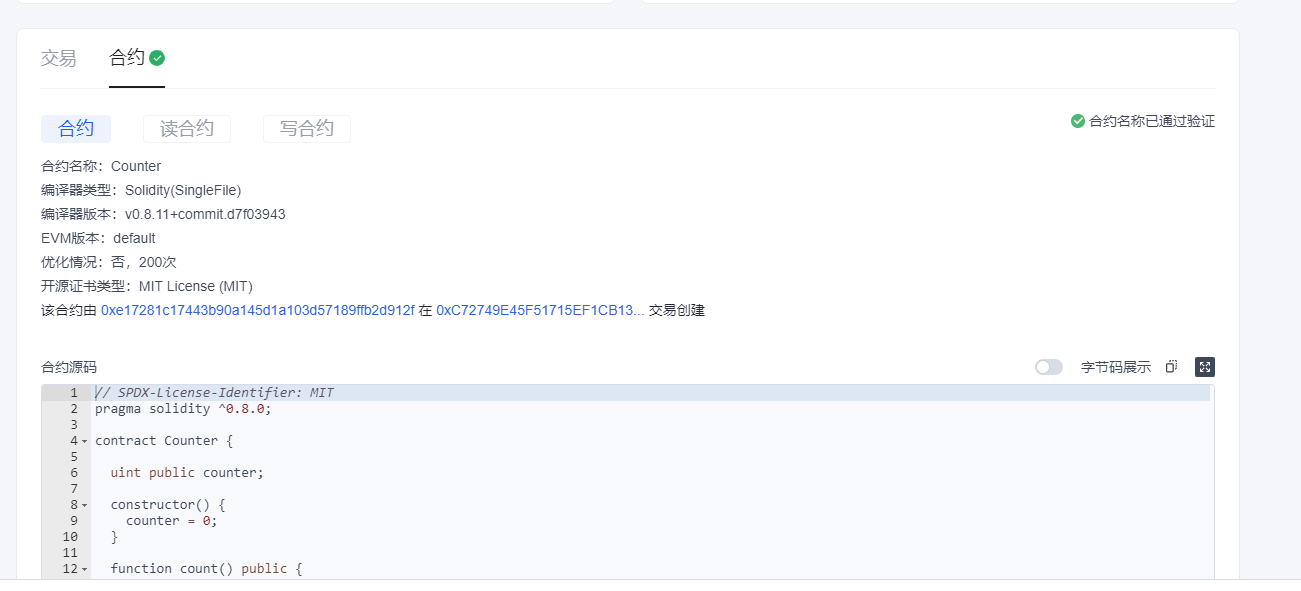 交易 合约
合约 读合约 写合约 合约名称已通过验证
合约名称：Counter
编译器类型：Solidity(SingleFile)
编译器版本：v0.8.11+commit.d7f03943
EVM版本：default
优化情况：否，200次
开源证书类型：MIT License (MIT)
该合约由 0xe17281c17443b90a145d1a103d57189ffb2d912f 在 0xC72749E45F51715EF1CB13... 交易创建
合约源码 字节码展示
1 // SPDX-License-Identifier: MIT
2 pragma solidity ^0.8.0;
3
4 contract Counter {
5
6 uint public counter;
7
8 constructor() {
9 counter = 0;
10 }
11
12 function count() public {